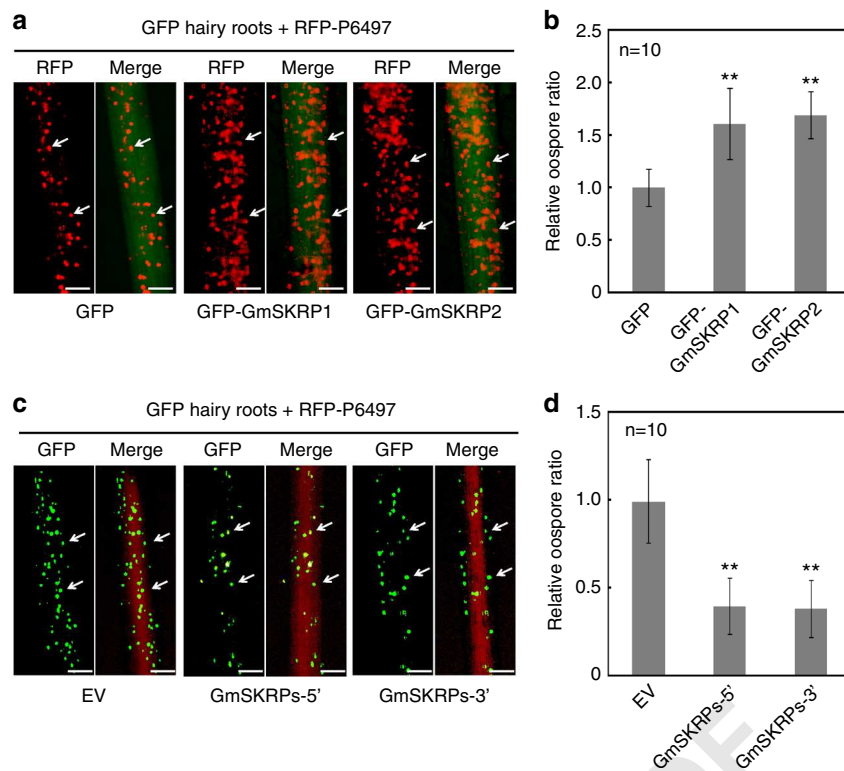 a
GFP hairy roots + RFP-P6497
RFP Merge RFP Merge RFP Merge
GFP GFP-GmSKRP1 GFP-GmSKRP2
b
n=10
Relative oospore ratio
2.5
2.0
1.5
1.0
0.5
0
** **
GFP
GFP-
GmSKRP1
GFP-
GmSKRP2
c
GFP hairy roots + RFP-P6497
GFP Merge GFP Merge GFP Merge
EV GmSKRPs-5' GmSKRPs-3'
d
n=10
Relative oospore ratio
1.5
1.0
0.5
0
** **
EV
GmSKRPs-5'
GmSKRPs-3'